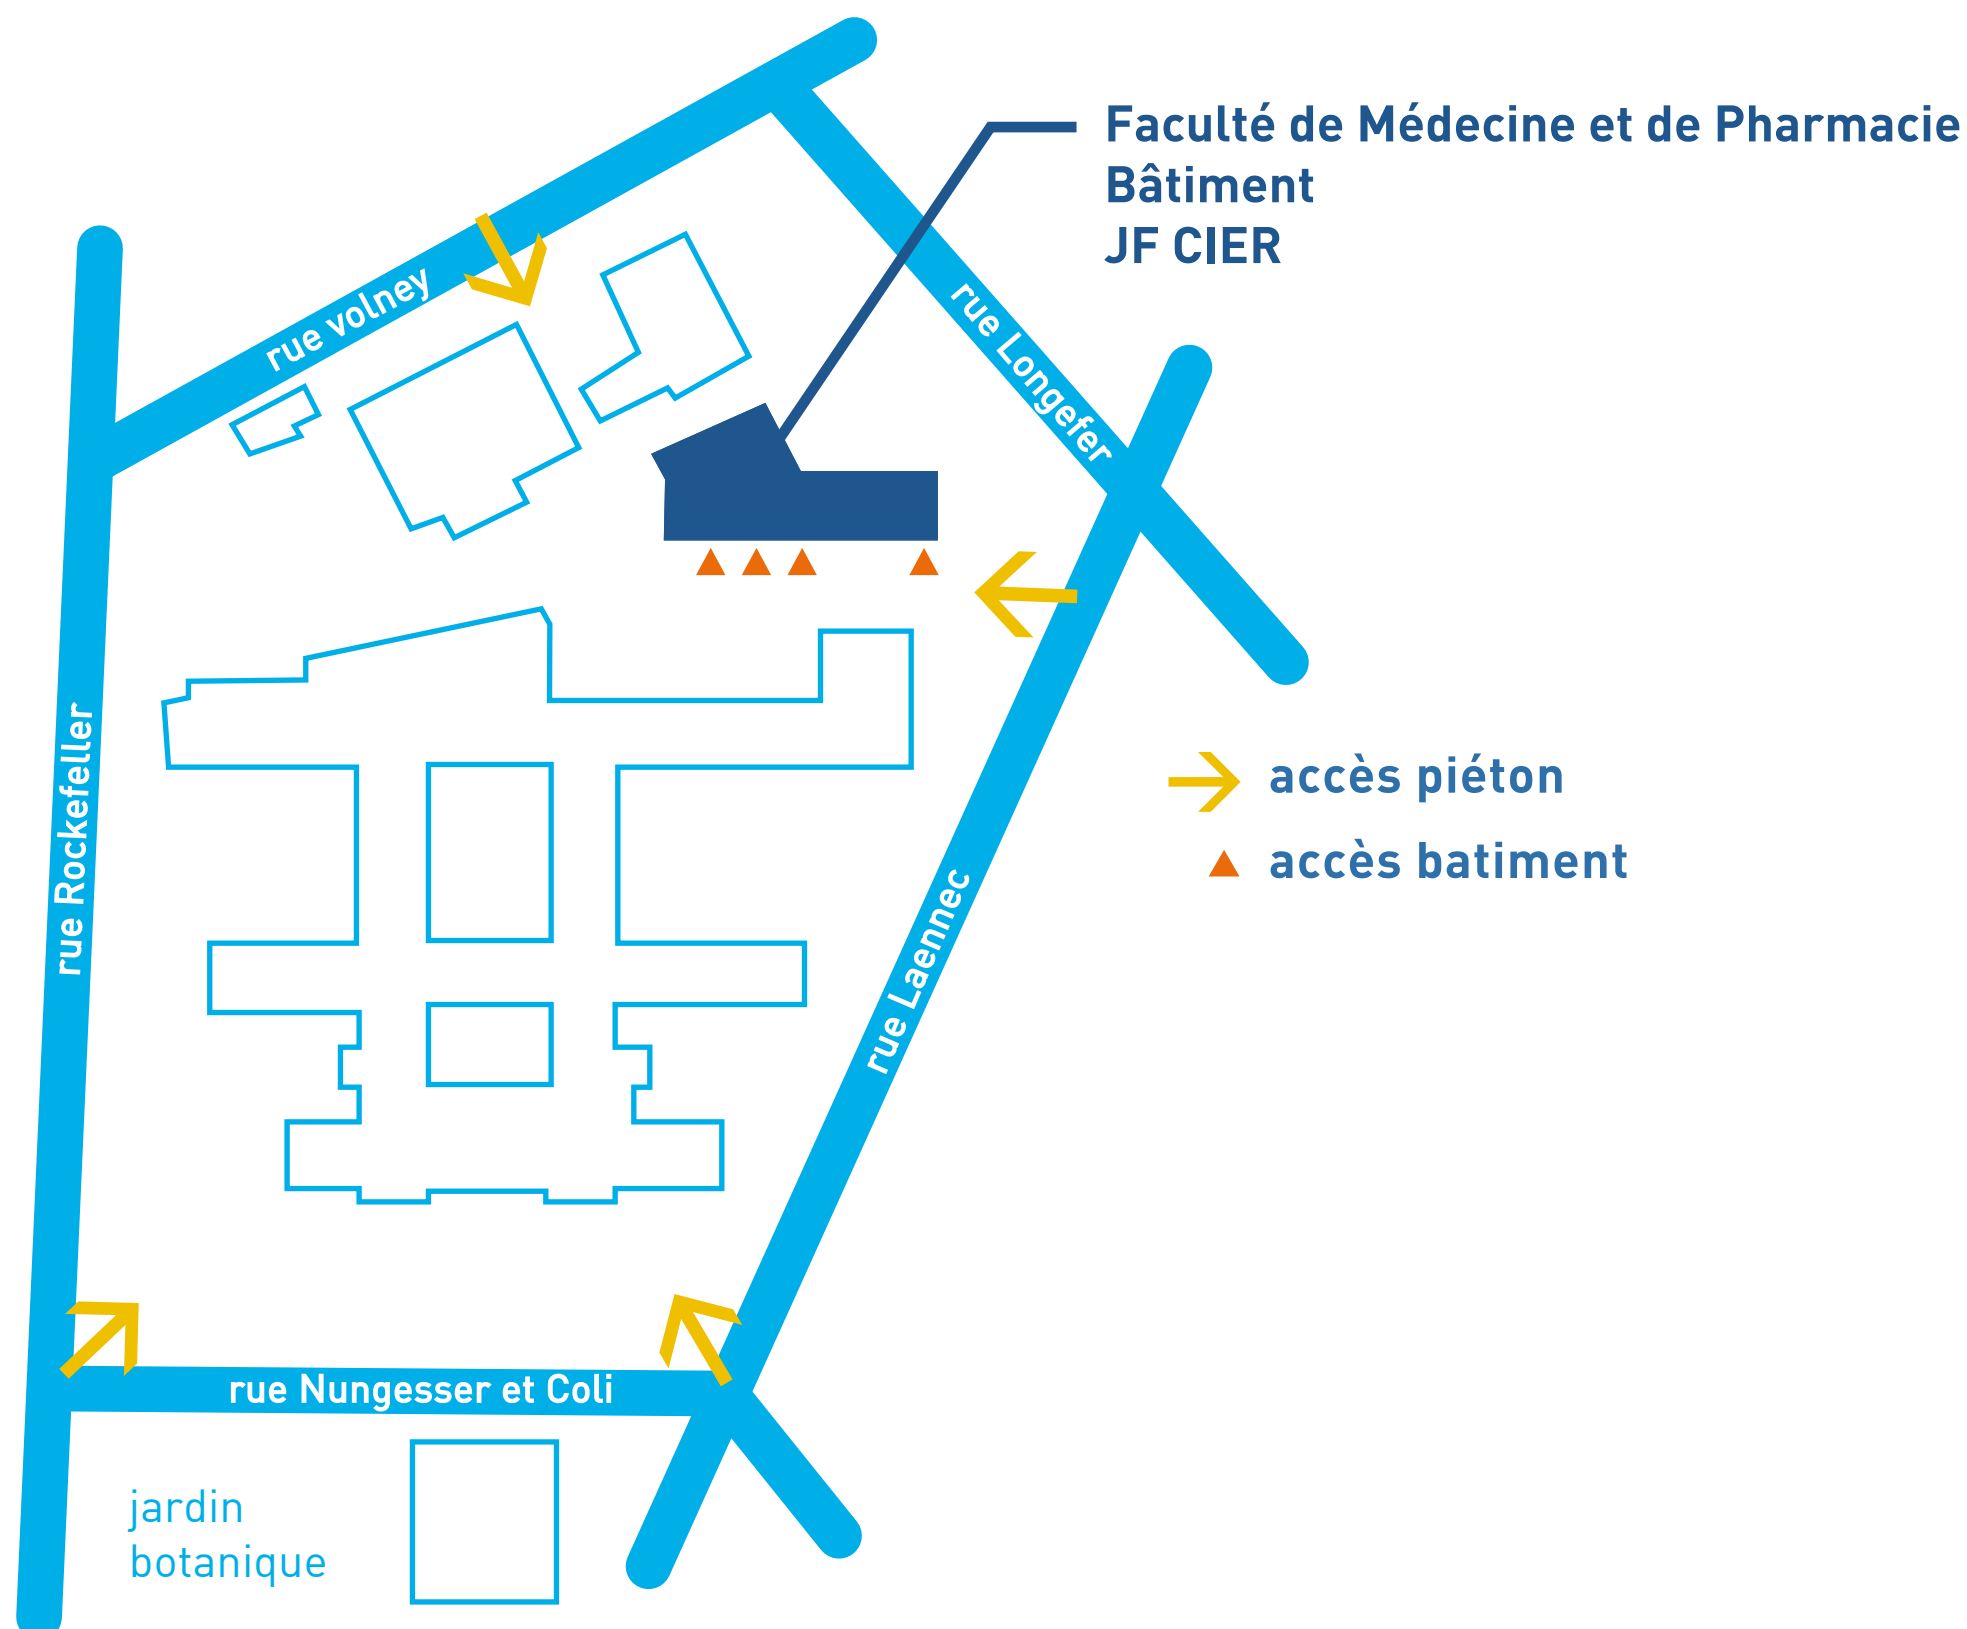 Faculté de Médecine et de Pharmacie
Bâtiment
JF CIER
rue volney
rue Longefer
rue Rockefeller
accès piéton
accès batiment
rue Laennec
rue Nungesser et Coli
jardin
botanique